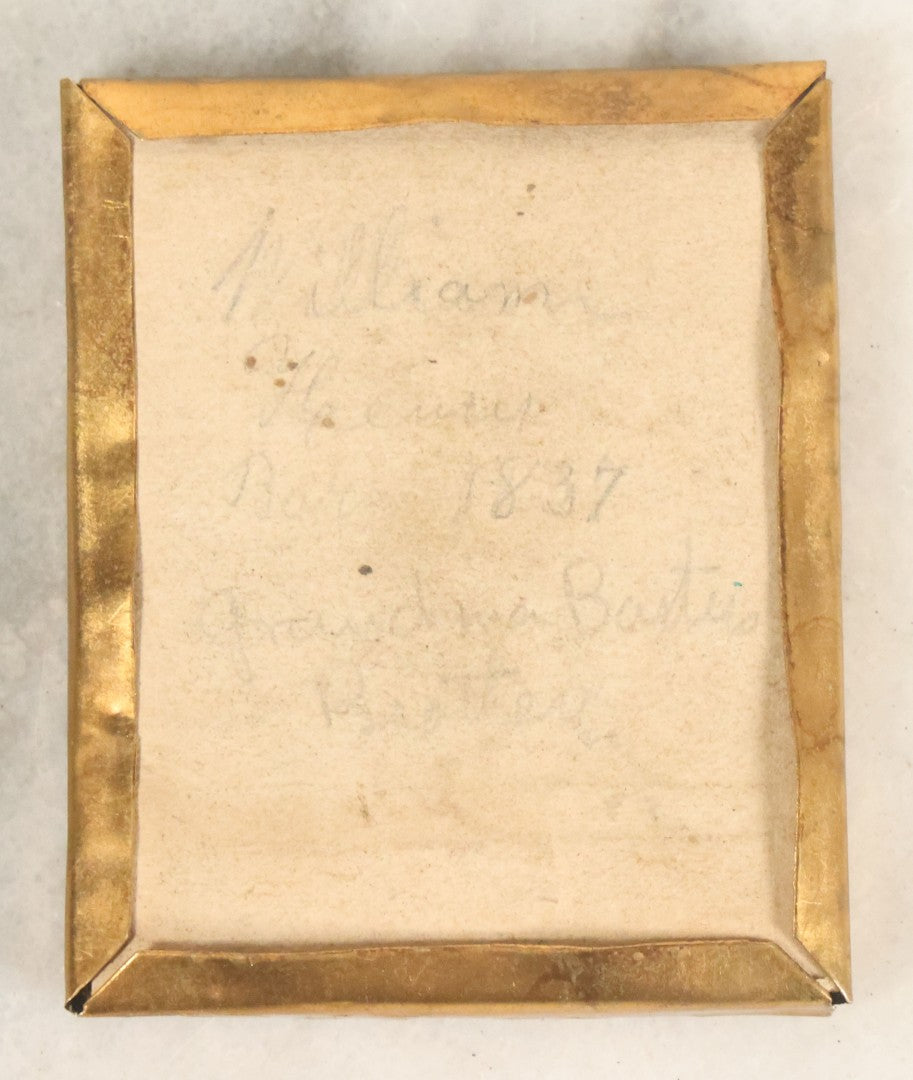 William
Henry
Born 1837
Grandma
Brother